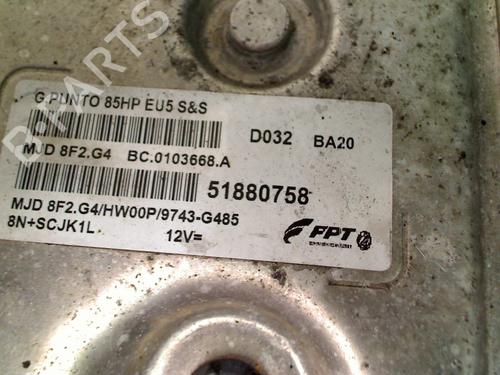 G.PUNTO 85HP EU5 S&S
D032 BA20
MJD 8F2.G4 BC.0103668.A
51880758
MJD 8F2.G4/HW00P/9743-G485
8N+SCJK1L 12V=
FPT
B PARTS